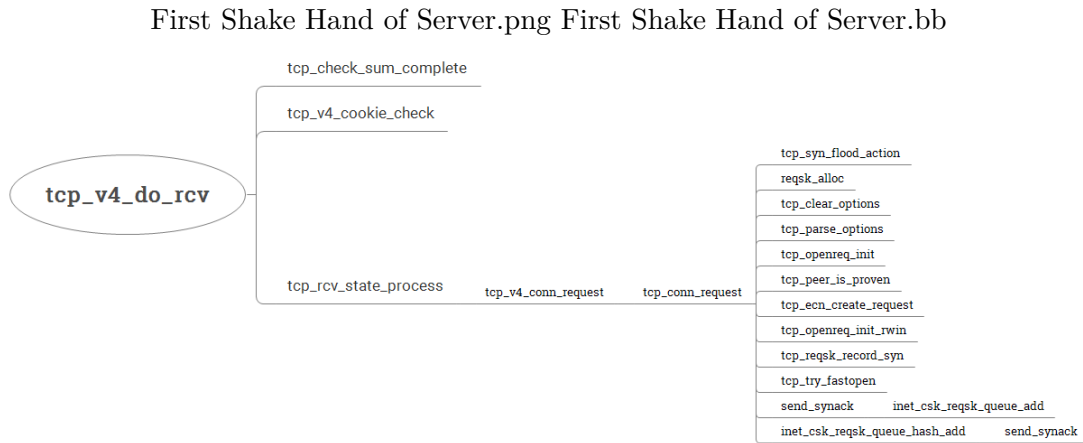 First Shake Hand of Server.png First Shake Hand of Server.bb
tcp_check_sum_complete
tcp_v4_cookie_check
tcp_v4_do_rcv
tcp_rcv_state_process
tcp_v4_conn_request
tcp_conn_request
tcp_syn_flood_action
reqsk_alloc
tcp_clear_options
tcp_parse_options
tcp_openreq_init
tcp_peer_is_proven
tcp_ecn_create_request
tcp_openreq_init_rwin
tcp_reqsk_record_syn
tcp_try_fastopen
send_synack inet_csk_reqsk_queue_add
inet_csk_reqsk_queue_hash_add send_synack